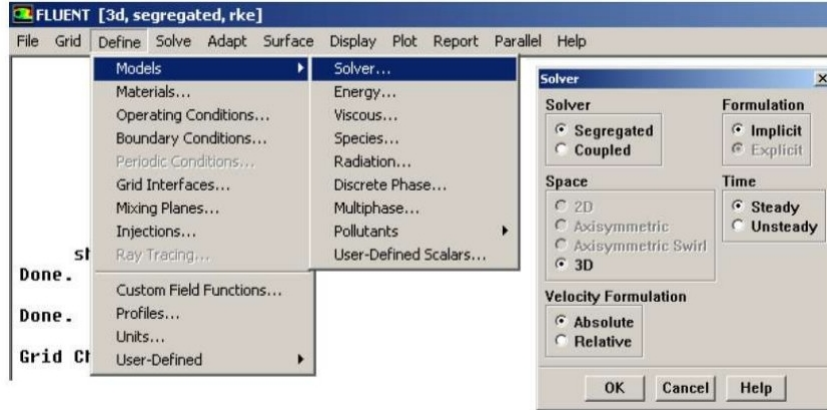 FLUENT [3d, segregated, rke]
File Grid Define Solve Adapt Surface Display Plot Report Parallel Help
Models
Materials...
Operating Conditions...
Boundary Conditions...
Periodic Conditions...
Grid Interfaces...
Mixing Planes...
Injections...
Ray Tracing...
Custom Field Functions...
Profiles...
Units...
User-Defined
Solver...
Energy...
Viscous...
Species...
Radiation...
Discrete Phase...
Multiphase...
Pollutants
User-Defined Scalars...
sh
Done.
Done.
Grid Ch
Solver
Solver
Segregated
Coupled
Formulation
Implicit
Explicit
Space
2D
Axisymmetric
Axisymmetric Swirl
3D
Time
Steady
Unsteady
Velocity Formulation
Absolute
Relative
OK Cancel Help